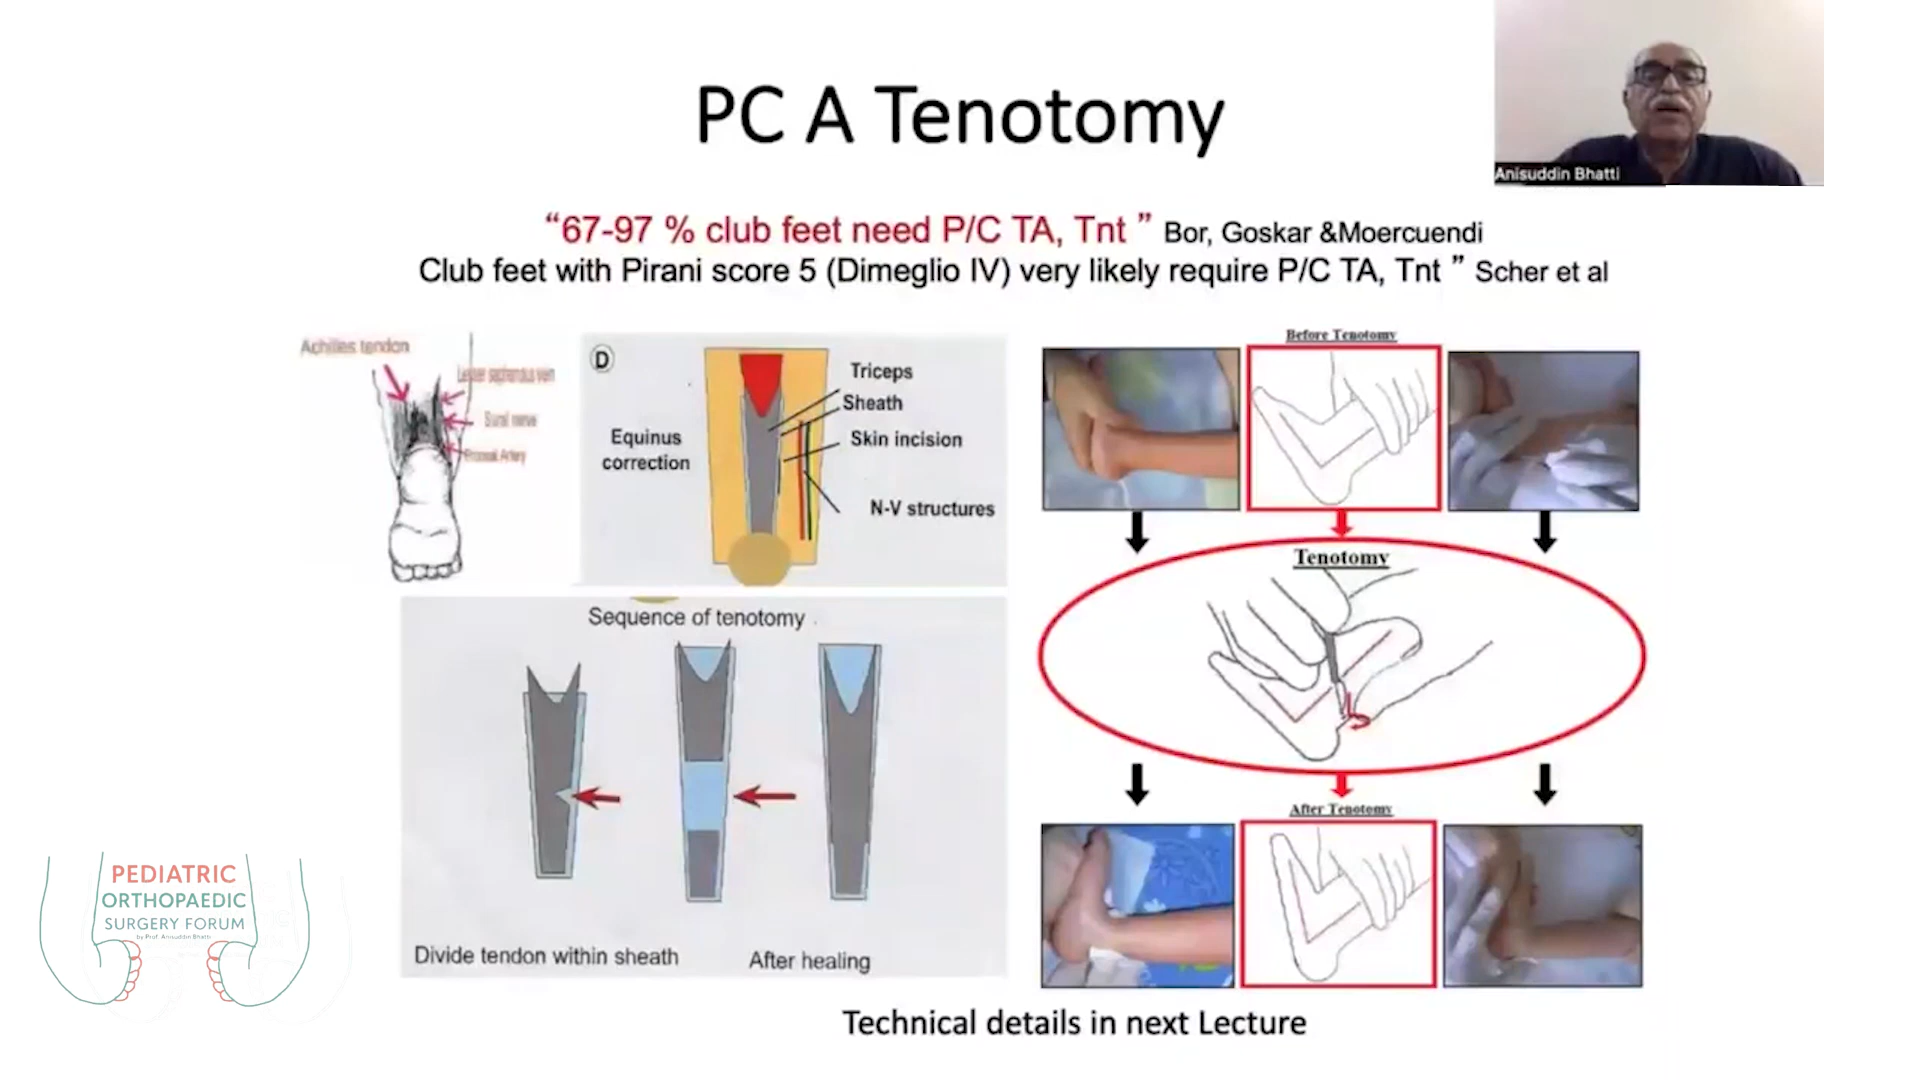 PC A Tenotomy
Anisuddin Bhatti
“67-97 % club feet need P/C TA, Tnt ” Bor, Goskar &Moercuendi
Club feet with Pirani score 5 (Dimeglio IV) very likely require P/C TA, Tnt ” Scher et al
Achilles tendon
Lesser saphenous vein
Sural nerve
Peroneal Artery
D
Triceps
Sheath
Skin incision
Equinus
correction
N-V structures
Before Tenotomy
Tenotomy
After Tenotomy
Sequence of tenotomy
Divide tendon within sheath
After healing
PEDIATRIC
ORTHOPAEDIC
SURGERY FORUM
by Prof. Anisuddin Bhatti
Technical details in next Lecture